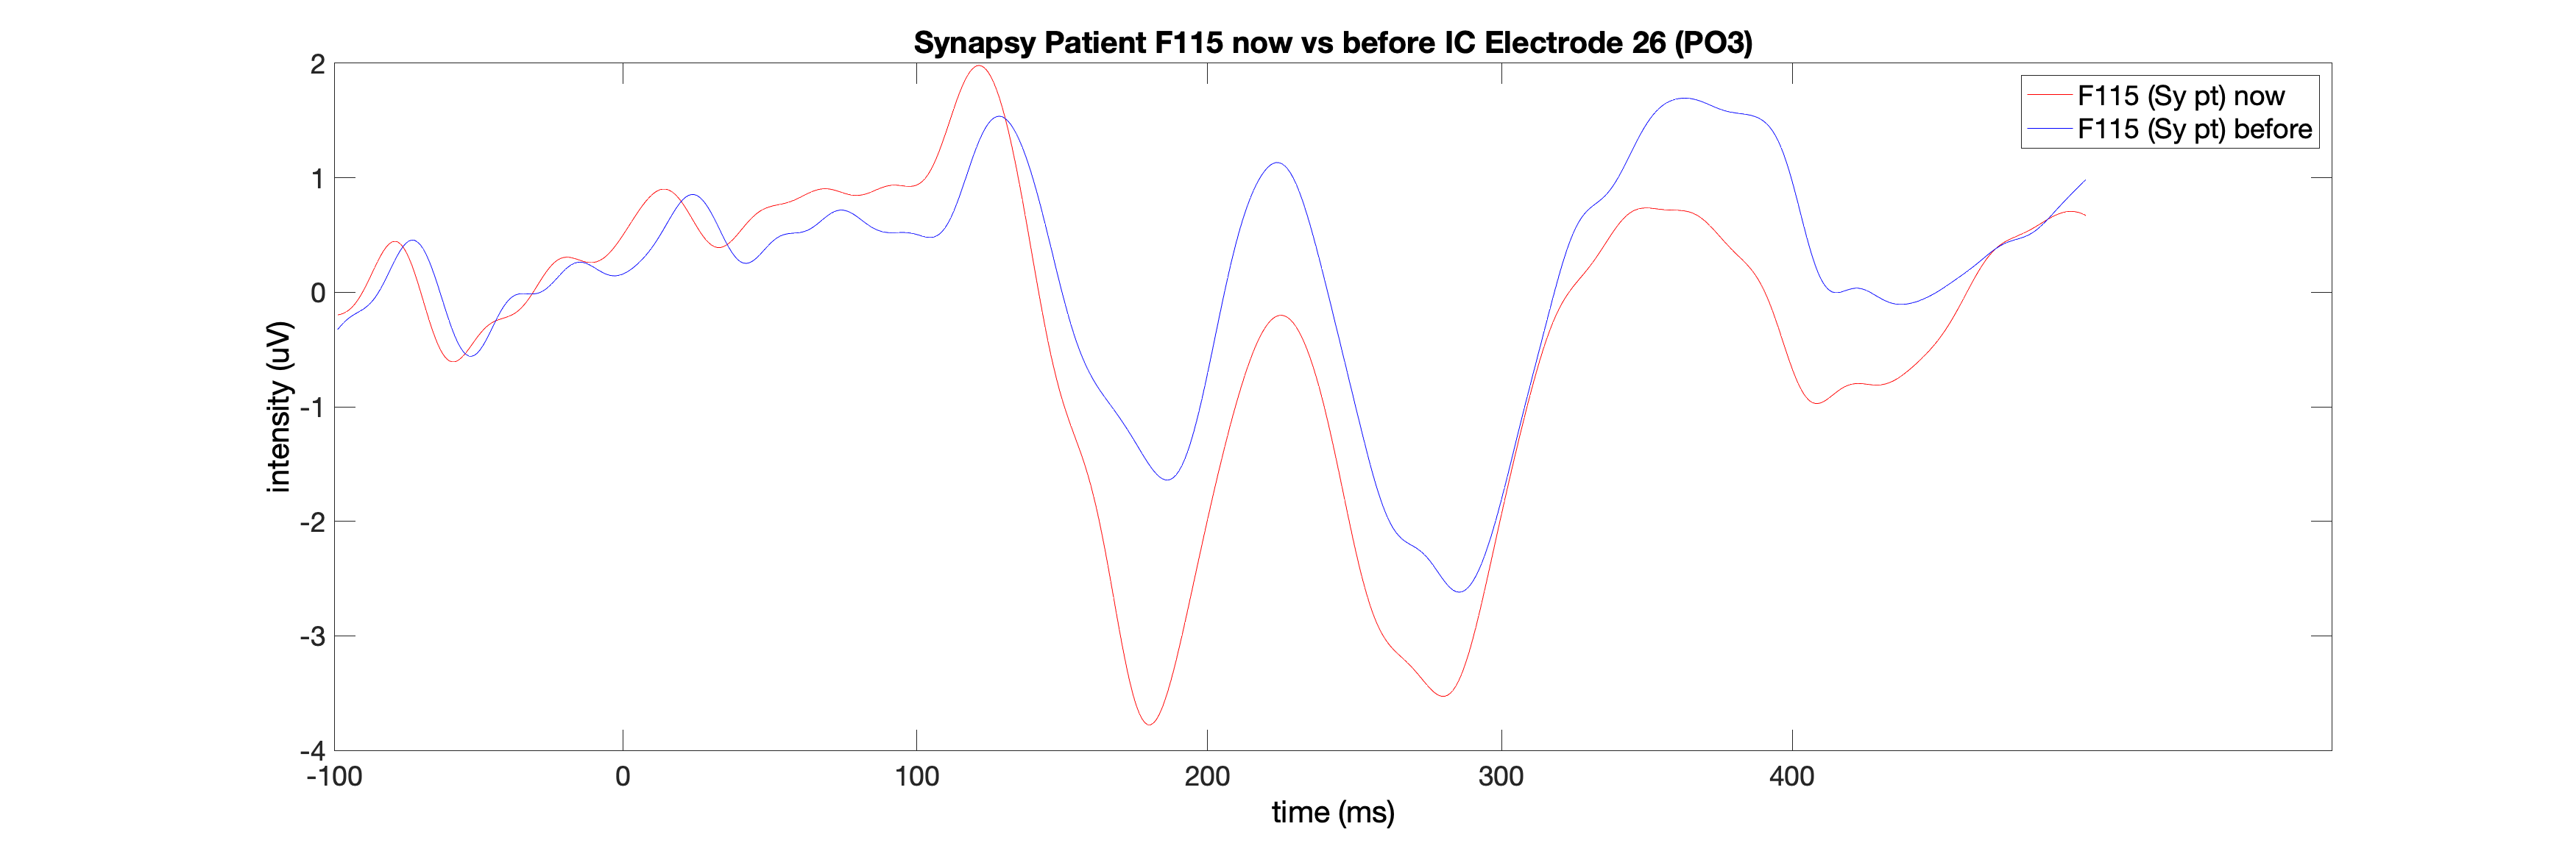 Synapsy Patient F115 now vs before IC Electrode 26 (PO3)
F115 (Sy pt) now
F115 (Sy pt) before
intensity (uV)
2
1
0
-1
-2
-3
-4
-100 0 100 200 300 400
time (ms)